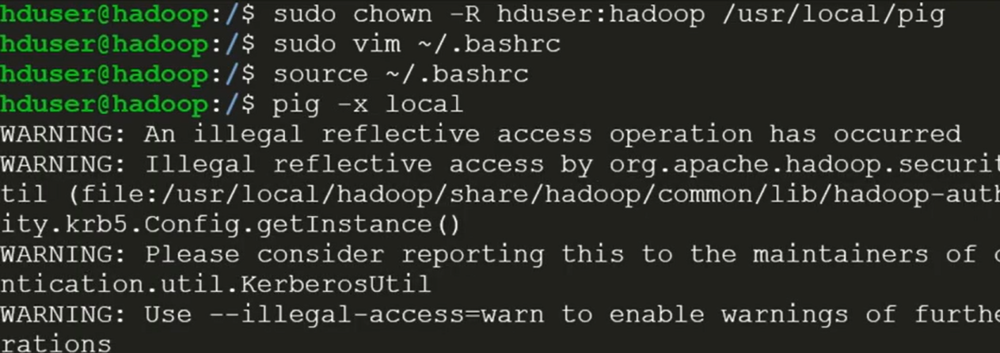 hduser@hadoop:/$ sudo chown -R hduser:hadoop /usr/local/pig
hduser@hadoop:/$ sudo vim ~/.bashrc
hduser@hadoop:/$ source ~/.bashrc
hduser@hadoop:/$ pig -x local
WARNING: An illegal reflective access operation has occurred
WARNING: Illegal reflective access by org.apache.hadoop.securit
til (file:/usr/local/hadoop/share/hadoop/common/lib/hadoop-auth
ity.krb5.Config.getInstance()
WARNING: Please consider reporting this to the maintainers of o
ntication.util.KerberosUtil
WARNING: Use --illegal-access=warn to enable warnings of furthe
rations